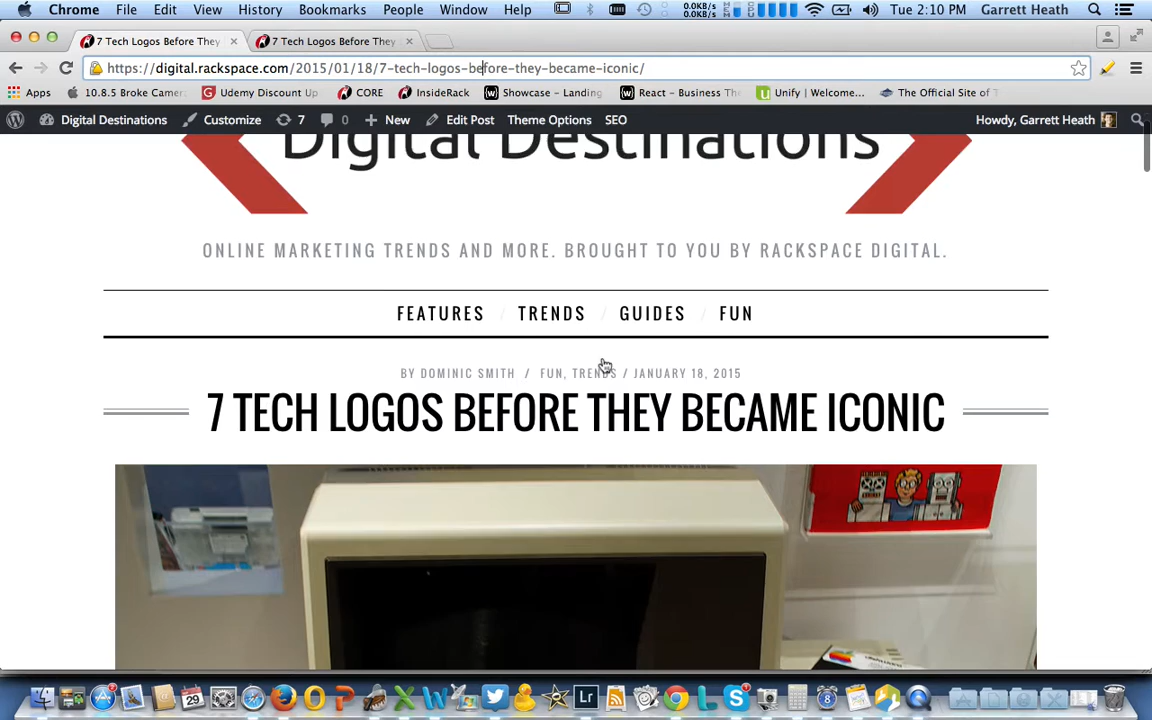 Chrome File Edit View History Bookmarks People Window Help 0.0KB/s 0.0KB/s Tue 2:10 PM Garrett Heath
7 Tech Logos Before They 7 Tech Logos Before They
https://digital.rackspace.com/2015/01/18/7-tech-logos-before-they-became-iconic/
Apps 10.8.5 Broke Camer Udemy Discount Up CORE InsideRack Showcase – Landing React – Business Th Unify | Welcome... The Official Site of T
Digital Destinations Customize 7 0 New Edit Post Theme Options SEO Howdy, Garrett Heath
Digital Destinations
ONLINE MARKETING TRENDS AND MORE. BROUGHT TO YOU BY RACKSPACE DIGITAL.
FEATURES / TRENDS / GUIDES / FUN
BY DOMINIC SMITH / FUN, TRENDS / JANUARY 18, 2015
7 TECH LOGOS BEFORE THEY BECAME ICONIC